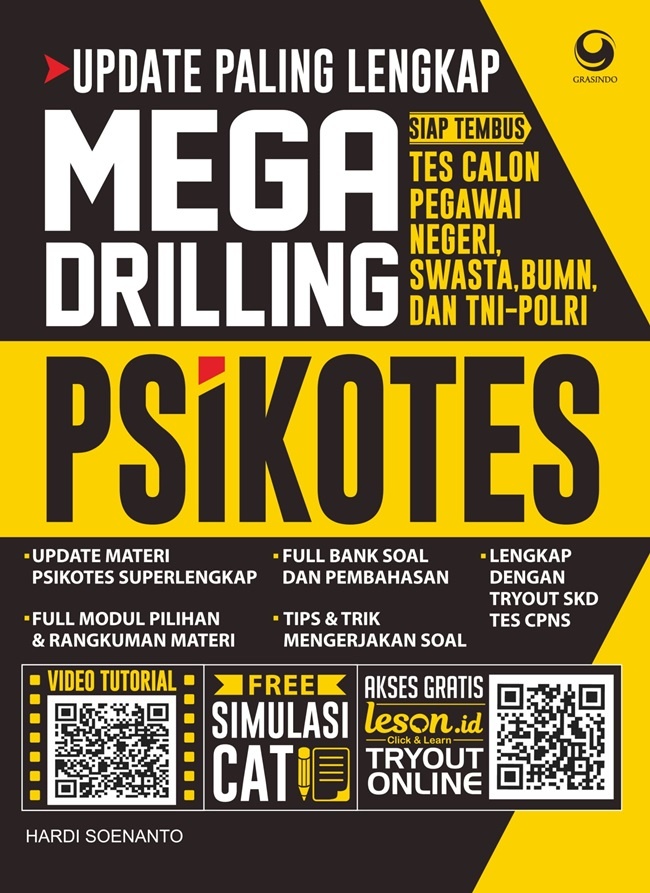 GRASINDO
UPDATE PALING LENGKAP
MEGA
DRILLING
SIAP TEMBUS
TES CALON
PEGAWAI
NEGERI,
SWASTA,BUMN,
DAN TNI-POLRI
PSiKOTES
UPDATE MATERI
PSIKOTES SUPERLENGKAP
FULL MODUL PILIHAN
& RANGKUMAN MATERI
FULL BANK SOAL
DAN PEMBAHASAN
TIPS & TRIK
MENGERJAKAN SOAL
LENGKAP
DENGAN
TRYOUT SKD
TES CPNS
VIDEO TUTORIAL
FREE
SIMULASI
CAT
AKSES GRATIS
leson.id
Click & Learn
TRYOUT
ONLINE
HARDI SOENANTO